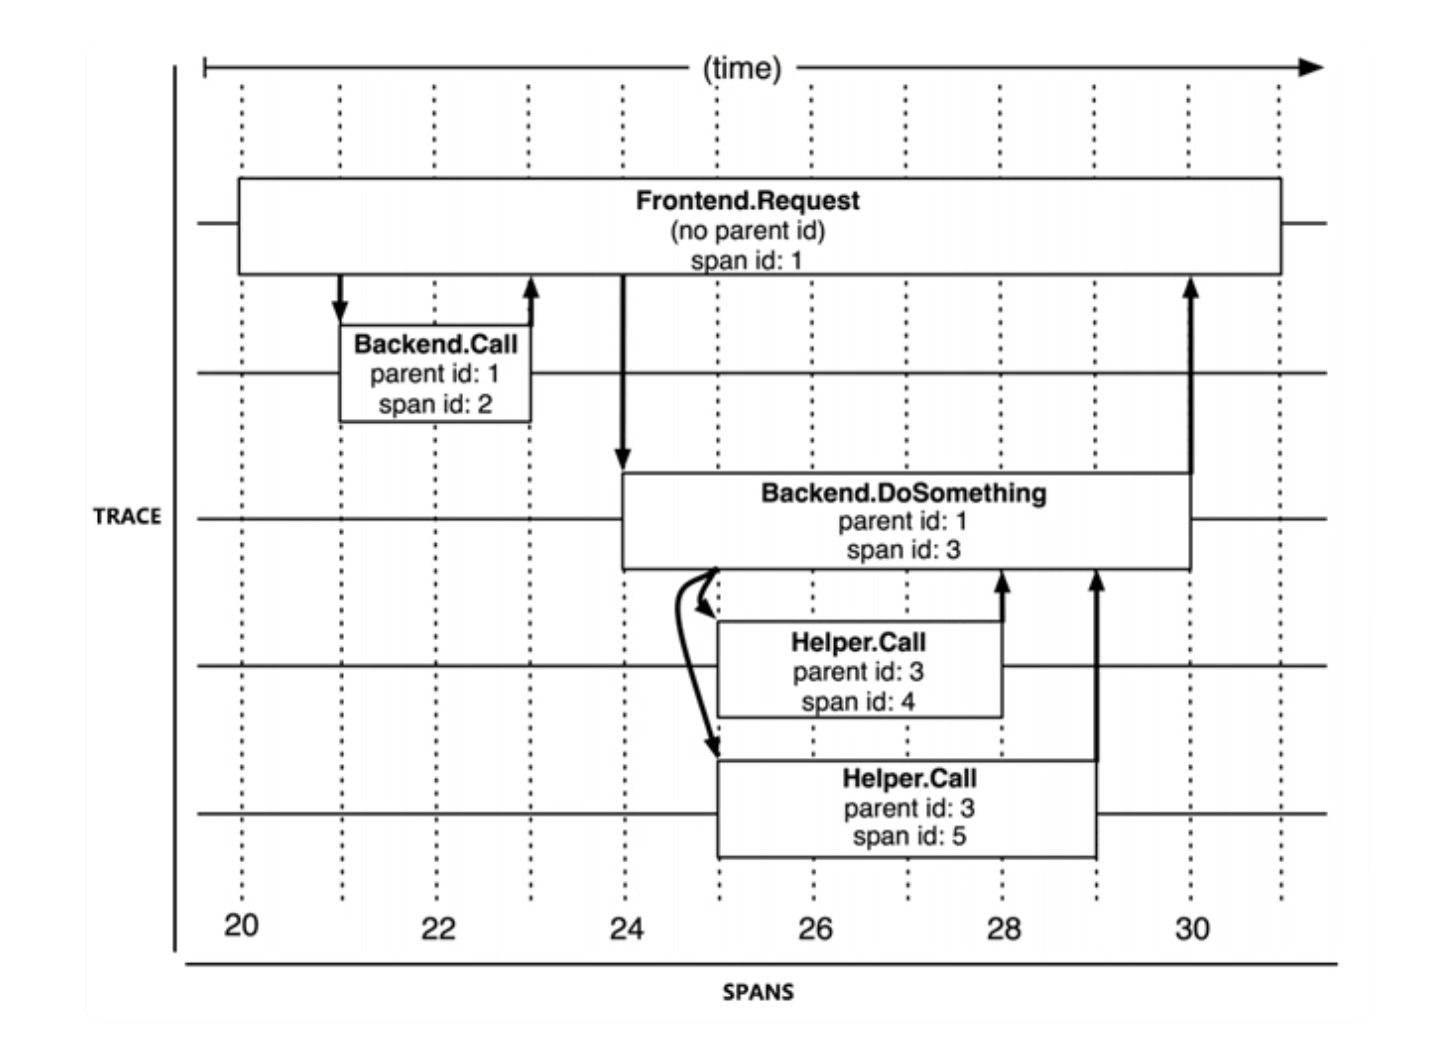 (time)
Frontend.Request
(no parent id)
span id: 1
Backend.Call
parent id: 1
span id: 2
Backend.DoSomething
parent id: 1
span id: 3
TRACE
Helper.Call
parent id: 3
span id: 4
Helper.Call
parent id: 3
span id: 5
20 22 24 26 28 30
SPANS